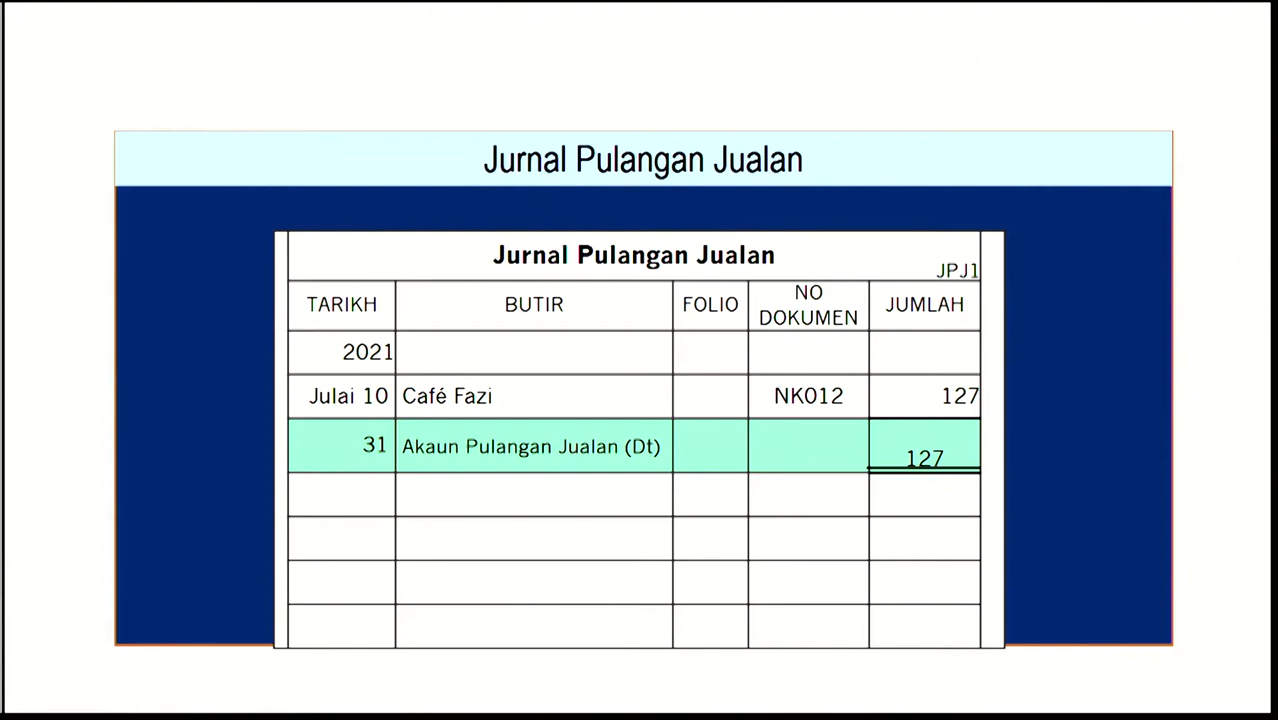 Jurnal Pulangan Jualan
Jurnal Pulangan Jualan
JPJ1
TARIKH BUTIR FOLIO NO DOKUMEN JUMLAH
2021
Julai 10 Café Fazi NK012 127
31 Akaun Pulangan Jualan (Dt) 127